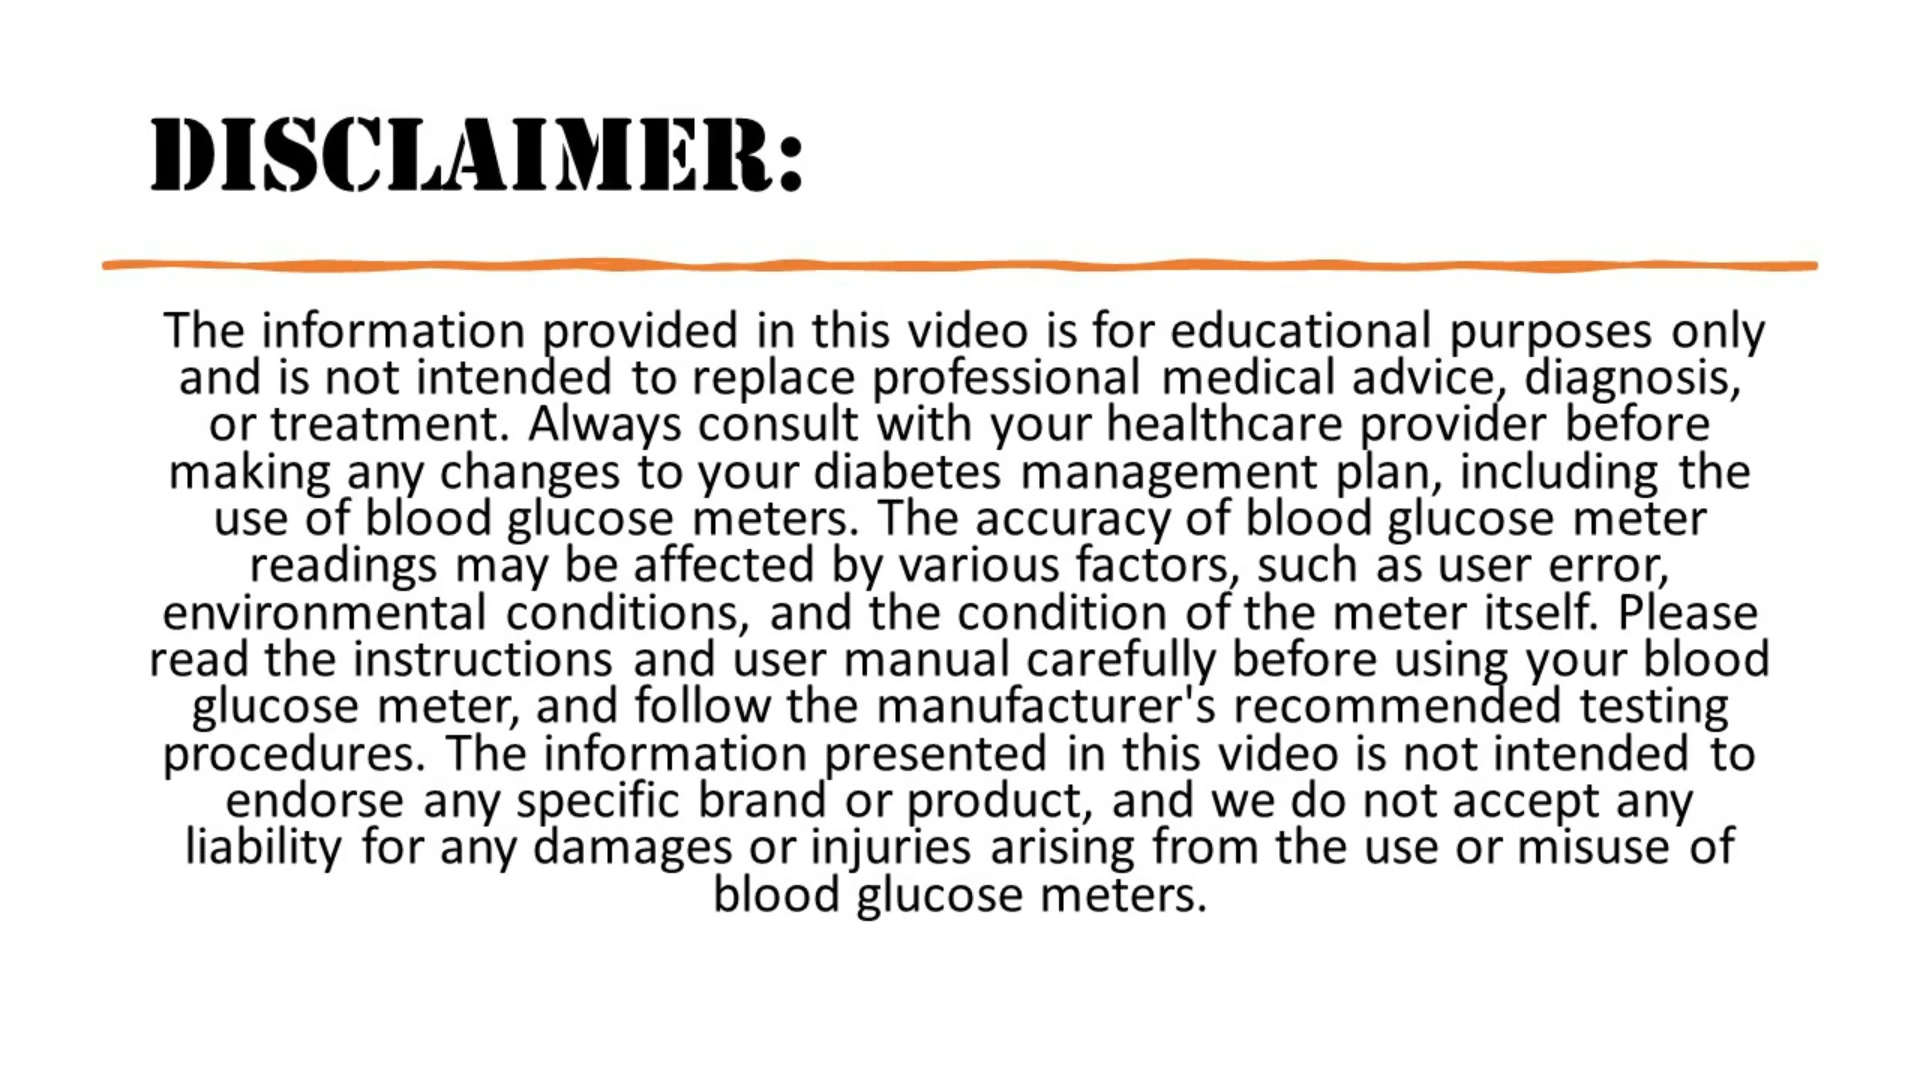 DISCLAIMER:
The information provided in this video is for educational purposes only
and is not intended to replace professional medical advice, diagnosis,
or treatment. Always consult with your healthcare provider before
making any changes to your diabetes management plan, including the
use of blood glucose meters. The accuracy of blood glucose meter
readings may be affected by various factors, such as user error,
environmental conditions, and the condition of the meter itself. Please
read the instructions and user manual carefully before using your blood
glucose meter, and follow the manufacturer's recommended testing
procedures. The information presented in this video is not intended to
endorse any specific brand or product, and we do not accept any
liability for any damages or injuries arising from the use or misuse of
blood glucose meters.